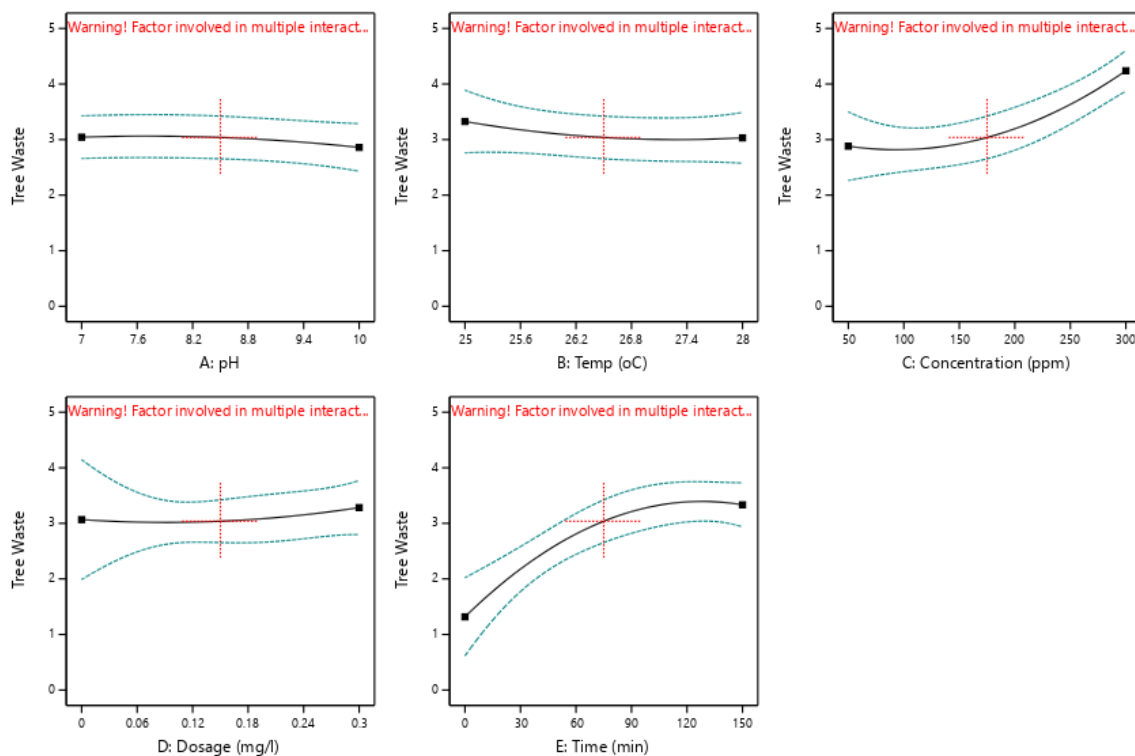 Warning! Factor involved in multiple interact...
5
4
3
2
1
0
Tree Waste
7 7.6 8.2 8.8 9.4 10
A: pH
Warning! Factor involved in multiple interact...
5
4
3
2
1
0
Tree Waste
25 25.6 26.2 26.8 27.4 28
B: Temp (oC)
Warning! Factor involved in multiple interact...
5
4
3
2
1
0
Tree Waste
50 100 150 200 250 300
C: Concentration (ppm)
Warning! Factor involved in multiple interact...
5
4
3
2
1
0
Tree Waste
0 0.06 0.12 0.18 0.24 0.3
D: Dosage (mg/l)
Warning! Factor involved in multiple interact...
5
4
3
2
1
0
Tree Waste
0 30 60 90 120 150
E: Time (min)